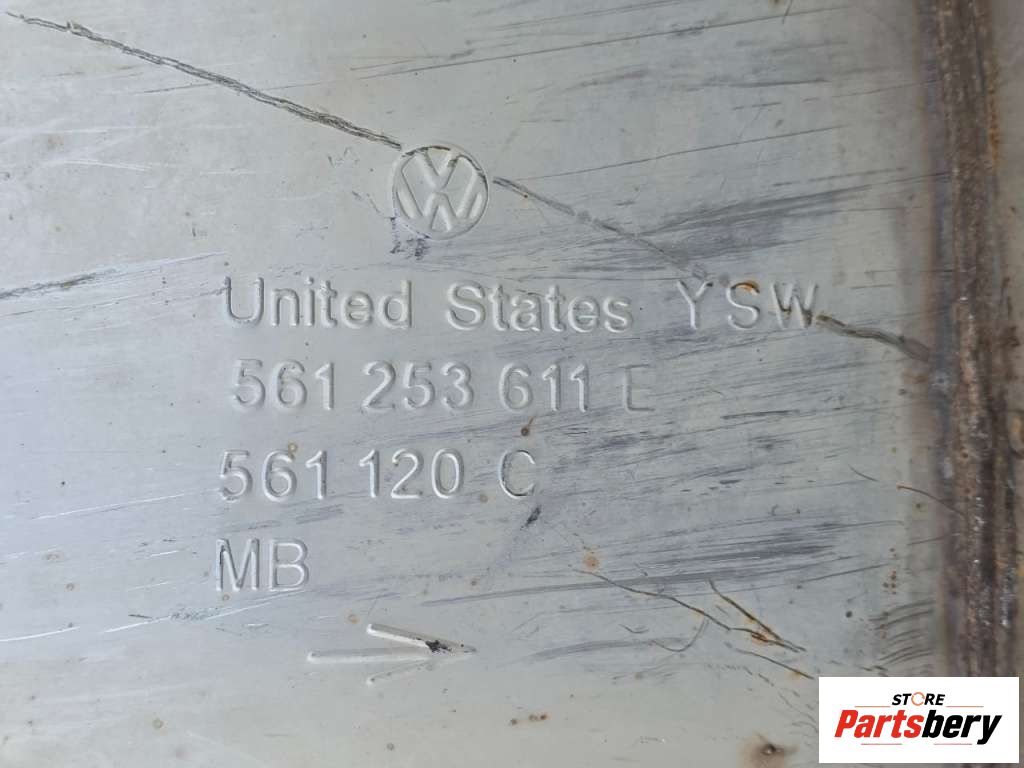 United States YSW
561 253 611 E
561 120 C
MB
STORE
Partsbery